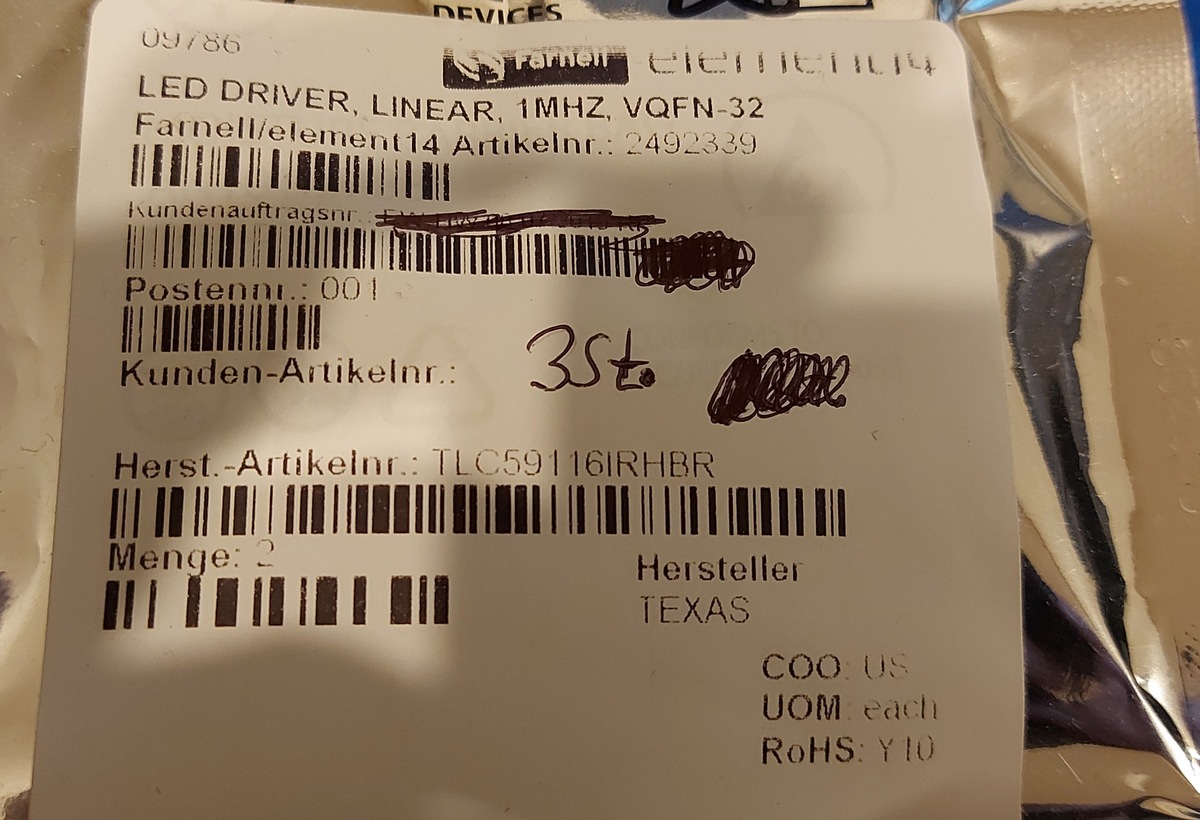 DEVICES
09786
Farnell element14
LED DRIVER, LINEAR, 1MHZ, VQFN-32
Farnell/element14 Artikelnr.: 2492339
Kundenauftragsnr.:
Postennr.: 001
Kunden-Artikelnr.: 3St.
Herst.-Artikelnr.: TLC59116IRHBR
Menge: 2
Hersteller
TEXAS
COO: US
UOM: each
RoHS: Y10